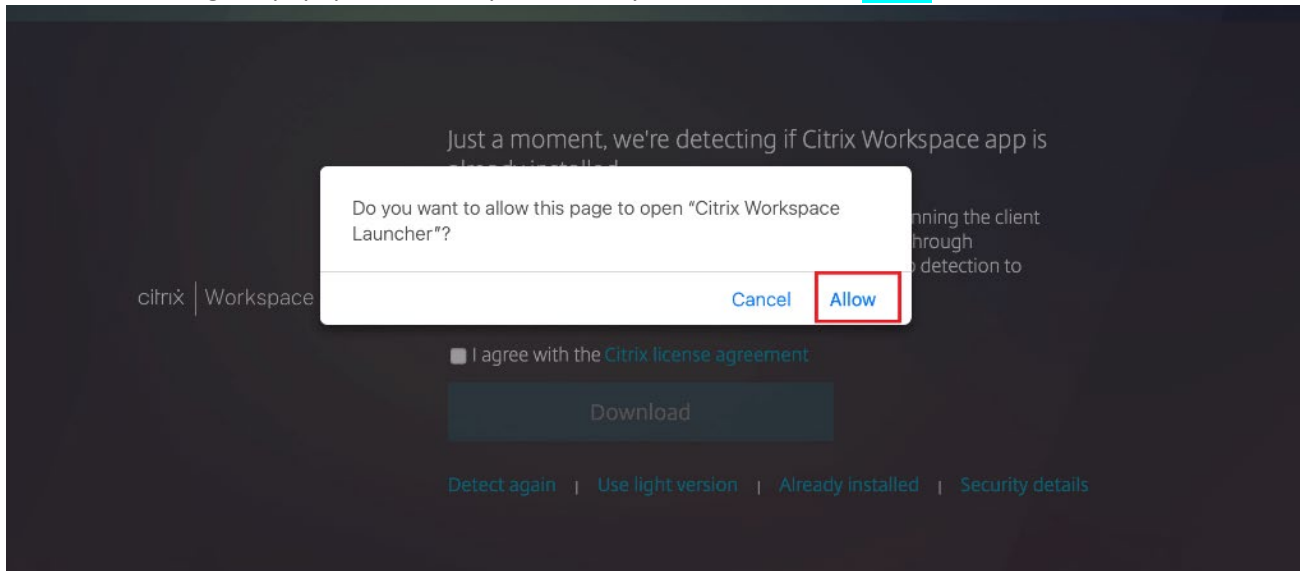 Just a moment, we're detecting if Citrix Workspace app is
already installed
Do you want to allow this page to open “Citrix Workspace
Launcher”?
nning the client
hrough
detection to
citrix | Workspace
Cancel Allow
I agree with the Citrix license agreement
Download
Detect again | Use light version | Already installed | Security details